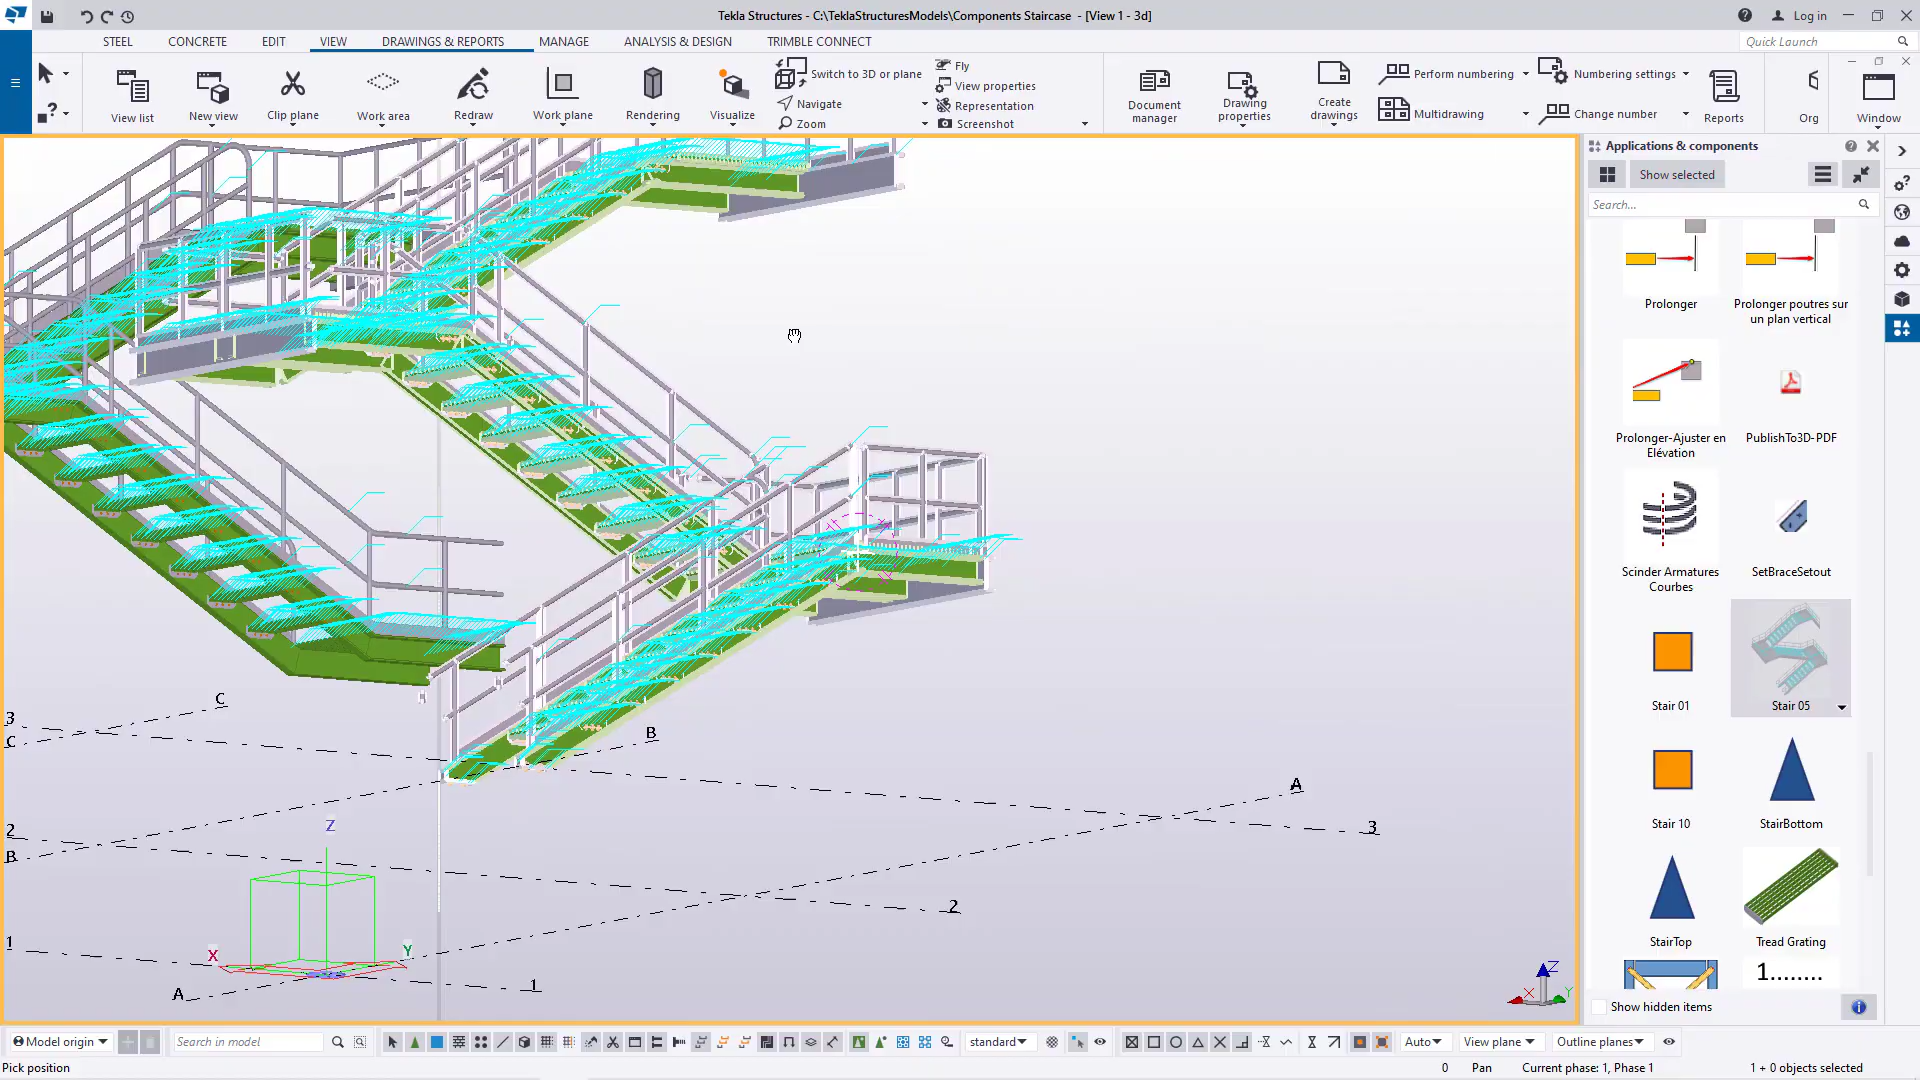 Tekla Structures - C:\TeklaStructuresModels\Components Staircase - [View 1 - 3d]
Log in
STEEL
CONCRETE
EDIT
VIEW
DRAWINGS & REPORTS
MANAGE
ANALYSIS & DESIGN
TRIMBLE CONNECT
Quick Launch
View list
New view
Clip plane
Work area
Redraw
Work plane
Rendering
Visualize
Switch to 3D or plane
Navigate
Zoom
Fly
View properties
Representation
Screenshot
Document
manager
Drawing
properties
Create
drawings
Perform numbering
Multidrawing
Numbering settings
Change number
Reports
Org
Window
Applications & components
Show selected
Search...
Prolonger
Prolonger poutres sur
un plan vertical
Prolonger-Ajuster en
Elévation
PublishTo3D-PDF
Scinder Armatures
Courbes
SetBraceSetout
Stair 01
Stair 05
Stair 10
StairBottom
StairTop
Tread Grating
1........
Show hidden items
3
C
C
B
A
3
2
B
Z
2
1
X
Y
A
1
Z
X
Y
Model origin
Search in model
standard
Auto
View plane
Outline planes
Pick position
0
Pan
Current phase: 1, Phase 1
1 + 0 objects selected